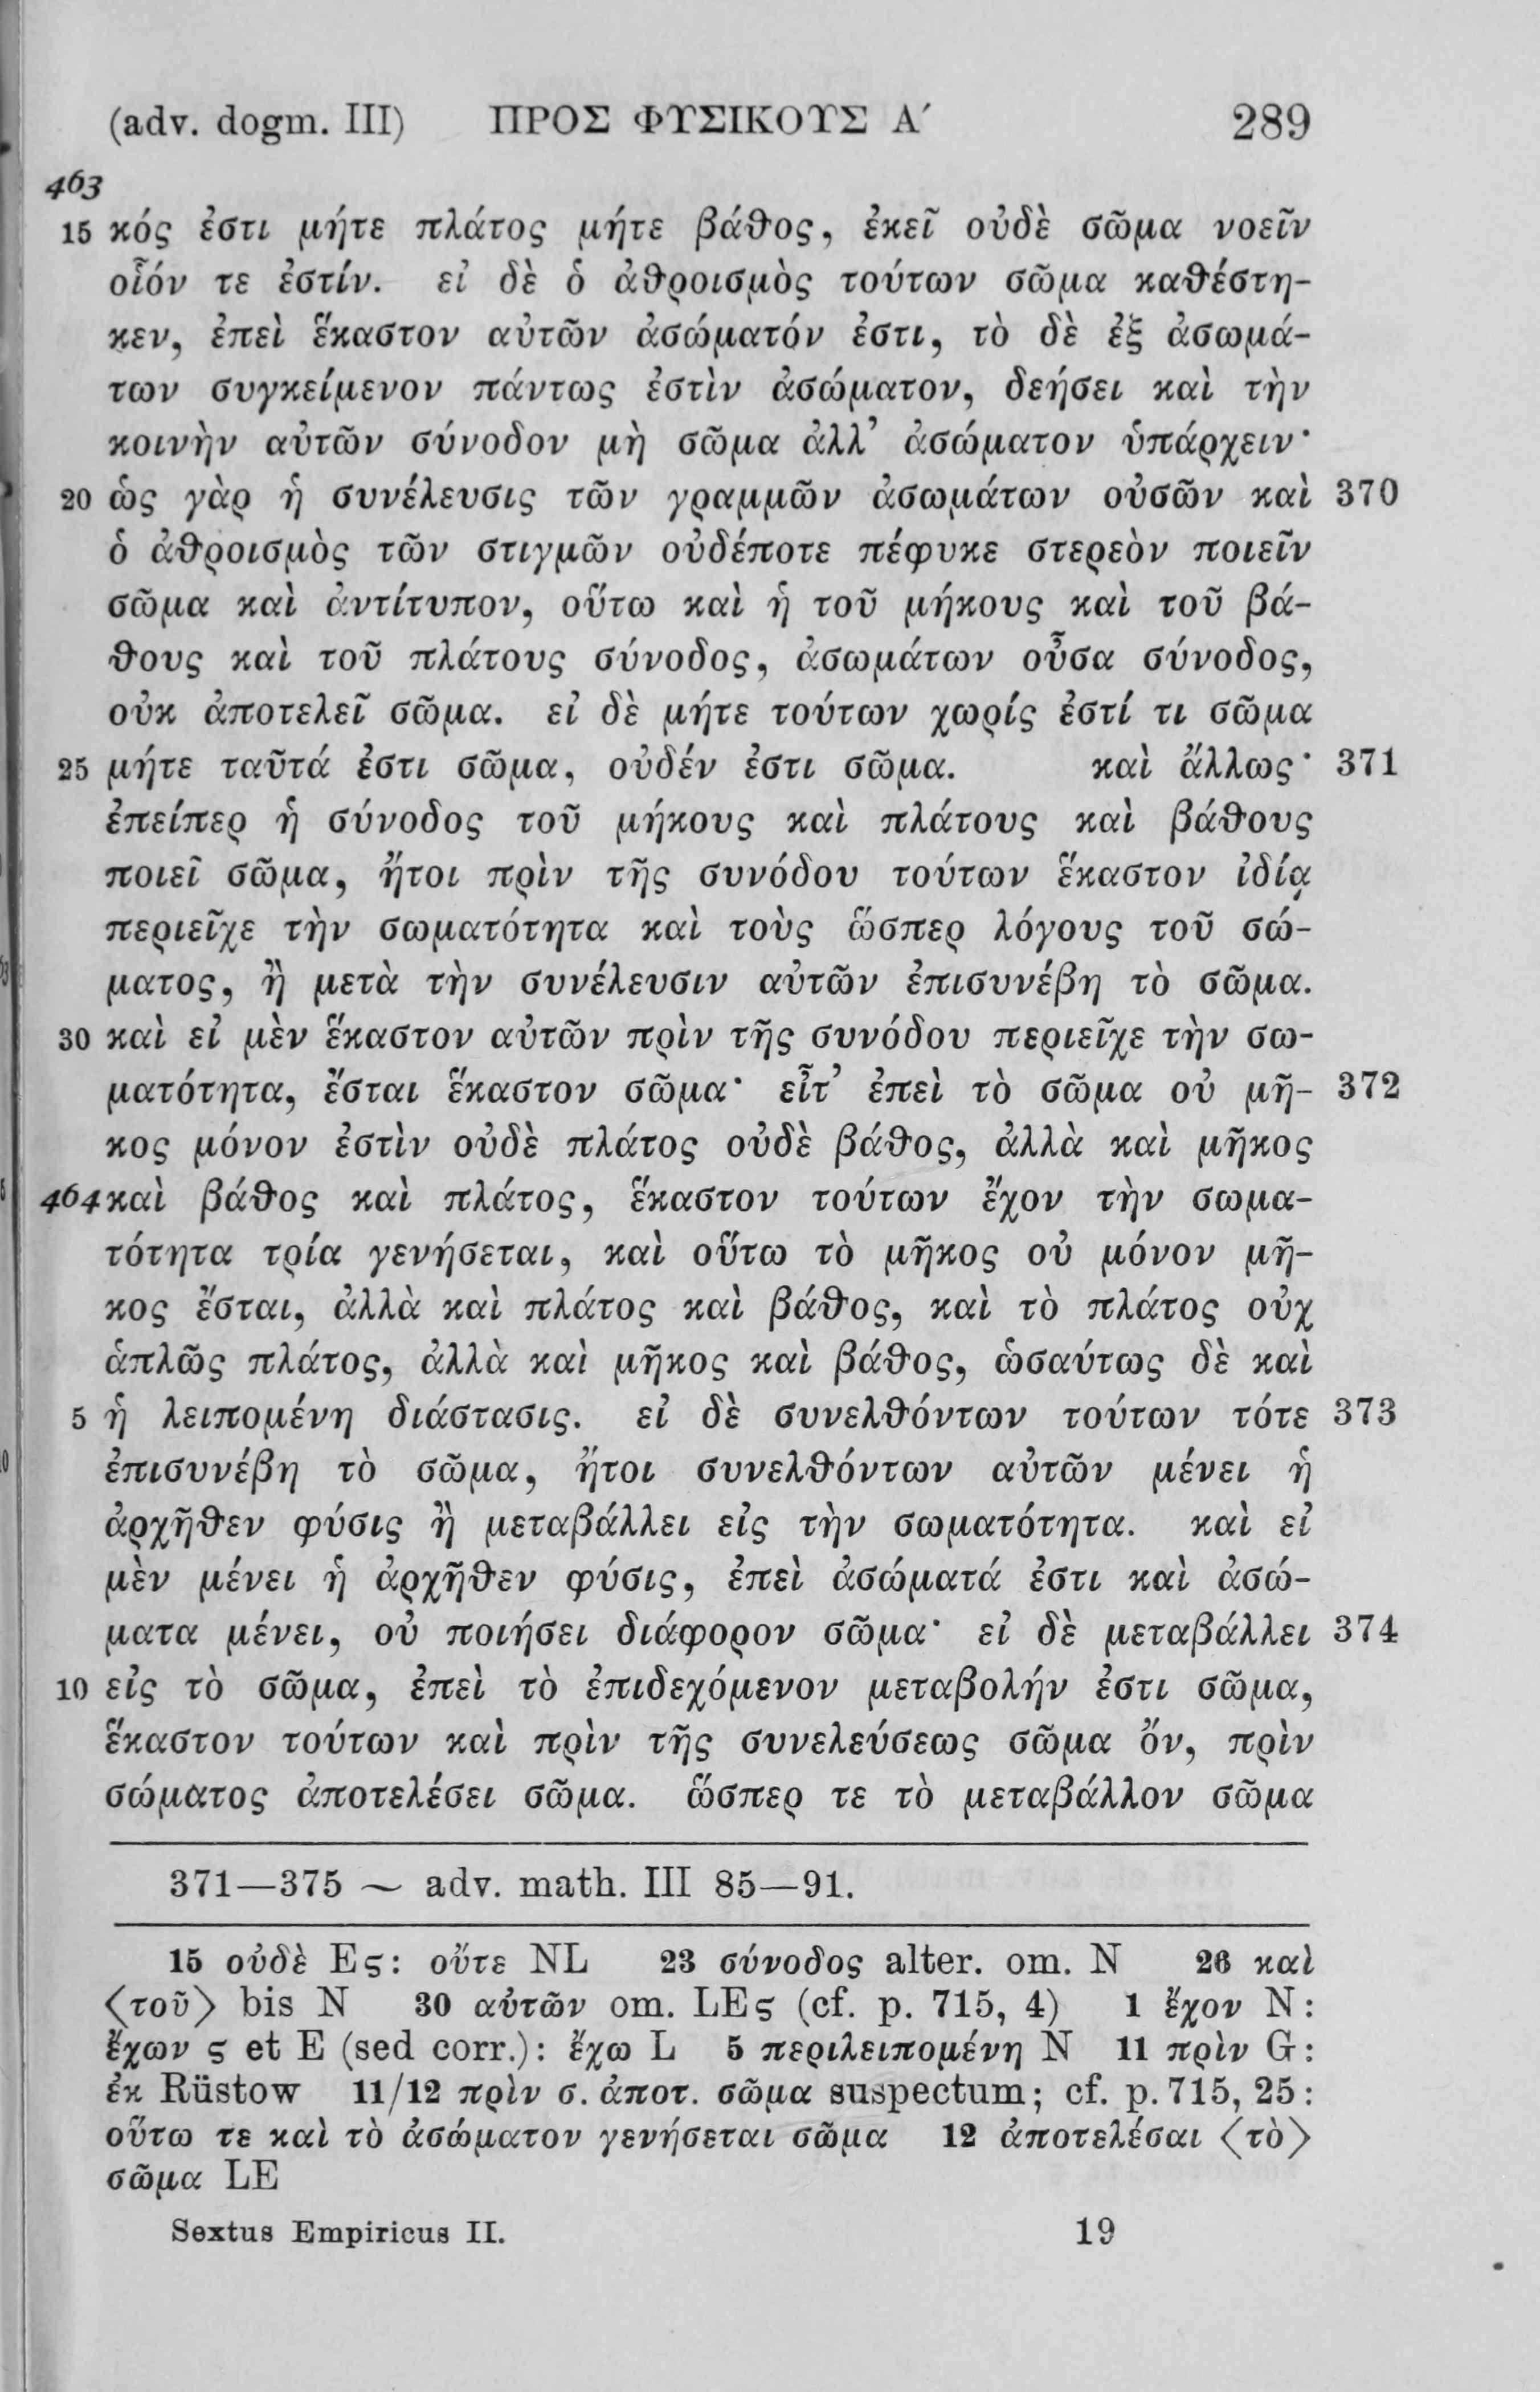 (adv. dogm. III) ΠΡΟΣ ΦΥΣΙΚΟΥΣ Α΄ 289
463
15 κός ἐστι μήτε πλάτος μήτε βάθος, ἐκεῖ οὐδὲ σῶμα νοεῖν
οἷόν τε ἐστίν. εἰ δὲ ὁ ἀθροισμὸς τούτων σῶμα καθέστη-
κεν, ἐπεὶ ἕκαστον αὐτῶν ἀσώματόν ἐστι, τὸ δὲ ἐξ ἀσωμά-
των συγκείμενον πάντως ἐστὶν ἀσώματον, δεήσει καὶ τὴν
κοινὴν αὐτῶν σύνοδον μὴ σῶμα ἀλλ’ ἀσώματον ὑπάρχειν·
20 ὡς γὰρ ἡ συνέλευσις τῶν γραμμῶν ἀσωμάτων οὐσῶν καὶ 370
ὁ ἀθροισμὸς τῶν στιγμῶν οὐδέποτε πέφυκε στερεὸν ποιεῖν
σῶμα καὶ ἀντίτυπον, οὕτω καὶ ἡ τοῦ μήκους καὶ τοῦ βά-
θους καὶ τοῦ πλάτους σύνοδος, ἀσωμάτων οὖσα σύνοδος,
οὐκ ἀποτελεῖ σῶμα. εἰ δὲ μήτε τούτων χωρίς ἐστί τι σῶμα
25 μήτε ταῦτά ἐστι σῶμα, οὐδέν ἐστι σῶμα. καὶ ἄλλως· 371
ἐπείπερ ἡ σύνοδος τοῦ μήκους καὶ πλάτους καὶ βάθους
ποιεῖ σῶμα, ἤτοι πρὶν τῆς συνόδου τούτων ἕκαστον ἰδίᾳ
περιεῖχε τὴν σωματότητα καὶ τοὺς ὥσπερ λόγους τοῦ σώ-
ματος, ἢ μετὰ τὴν συνέλευσιν αὐτῶν ἐπισυνέβη τὸ σῶμα.
30 καὶ εἰ μὲν ἕκαστον αὐτῶν πρὶν τῆς συνόδου περιεῖχε τὴν σω-
ματότητα, ἔσται ἕκαστον σῶμα· εἶτ’ ἐπεὶ τὸ σῶμα οὐ μῆ- 372
κος μόνον ἐστὶν οὐδὲ πλάτος οὐδὲ βάθος, ἀλλὰ καὶ μῆκος
464 καὶ βάθος καὶ πλάτος, ἕκαστον τούτων ἔχον τὴν σωμα-
τότητα τρία γενήσεται, καὶ οὕτω τὸ μῆκος οὐ μόνον μῆ-
κος ἔσται, ἀλλὰ καὶ πλάτος καὶ βάθος, καὶ τὸ πλάτος οὐχ
ἁπλῶς πλάτος, ἀλλὰ καὶ μῆκος καὶ βάθος, ὡσαύτως δὲ καὶ
5 ἡ λειπομένη διάστασις. εἰ δὲ συνελθόντων τούτων τότε 373
ἐπισυνέβη τὸ σῶμα, ἤτοι συνελθόντων αὐτῶν μένει ἡ
ἀρχῆθεν φύσις ἢ μεταβάλλει εἰς τὴν σωματότητα. καὶ εἰ
μὲν μένει ἡ ἀρχῆθεν φύσις, ἐπεὶ ἀσώματά ἐστι καὶ ἀσώ-
ματα μένει, οὐ ποιήσει διάφορον σῶμα· εἰ δὲ μεταβάλλει 374
10 εἰς τὸ σῶμα, ἐπεὶ τὸ ἐπιδεχόμενον μεταβολήν ἐστι σῶμα,
ἕκαστον τούτων καὶ πρὶν τῆς συνελεύσεως σῶμα ὄν, πρὶν
σώματος ἀποτελέσει σῶμα. ὥσπερ τε τὸ μεταβάλλον σῶμα
371—375 ∼ adv. math. III 85—91.
15 οὐδὲ Eς: οὔτε NL 23 σύνοδος alter. om. N 26 καὶ
⟨τοῦ⟩ bis N 30 αὐτῶν om. LEς (cf. p. 715, 4) 1 ἔχον N:
ἔχων ς et E (sed corr.): ἔχω L 5 περιλειπομένη N 11 πρὶν G:
ἐκ Rüstow 11/12 πρὶν σ. ἀποτ. σῶμα suspectum; cf. p. 715, 25:
οὕτω τε καὶ τὸ ἀσώματον γενήσεται σῶμα 12 ἀποτελέσαι ⟨τὸ⟩
σῶμα LE
Sextus Empiricus II. 19